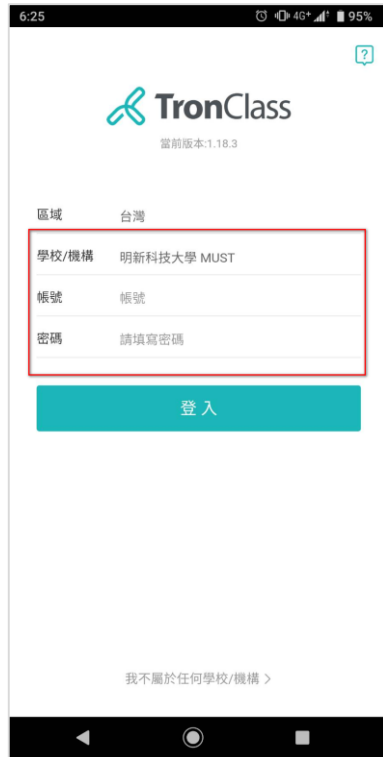 6:25 4G+ 95%
?
TronClass
當前版本:1.18.3
區域 台灣
學校/機構 明新科技大學 MUST
帳號 帳號
密碼 請填寫密碼
登入
我不屬於任何學校/機構 >